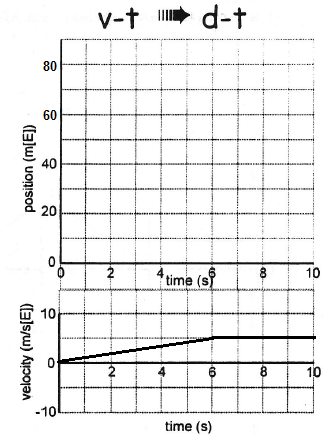 v-t d-t
80
60
40
20
0
position (m[E])
0 2 4 6 8 10
time (s)
10
0
-10
velocity (m/s[E])
2 4 6 8 10
time (s)